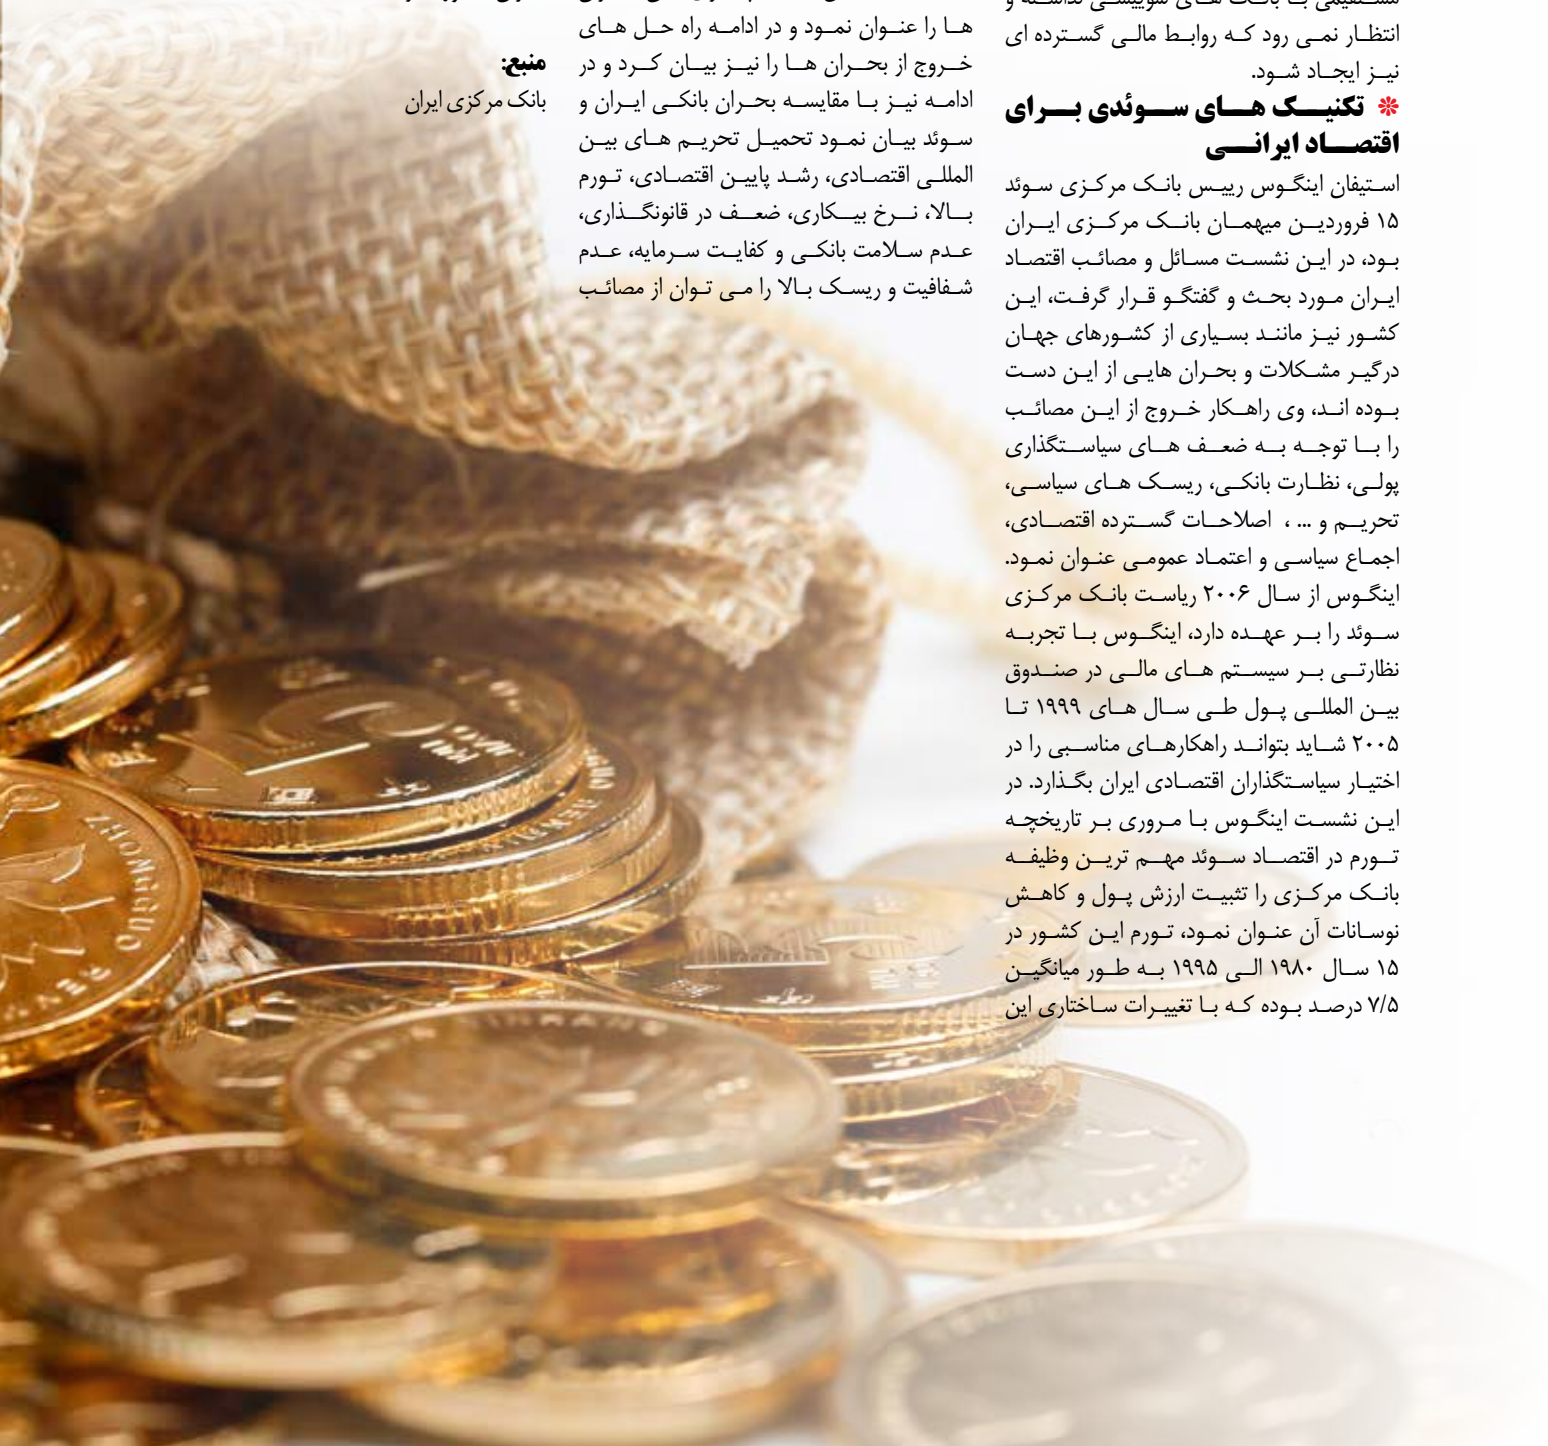 انتظار نمی رود که روابط مالی گسترده ای
نیز ایجاد شود.
❊ تکنیک های سوئدی برای
اقتصاد ایرانی
استیفان اینگوس رییس بانک مرکزی سوئد
۱۵ فروردین میهمان بانک مرکزی ایران
بود، در این نشست مسائل و مصائب اقتصاد
ایران مورد بحث و گفتگو قرار گرفت، این
کشور نیز مانند بسیاری از کشورهای جهان
درگیر مشکلات و بحران هایی از این دست
بوده اند، وی راهکار خروج از این مصائب
را با توجه به ضعف های سیاستگذاری
پولی، نظارت بانکی، ریسک های سیاسی،
تحریم و ... ، اصلاحات گسترده اقتصادی،
اجماع سیاسی و اعتماد عمومی عنوان نمود.
اینگوس از سال ۲۰۰۶ ریاست بانک مرکزی
سوئد را بر عهده دارد، اینگوس با تجربه
نظارتی بر سیستم های مالی در صندوق
بین المللی پول طی سال های ۱۹۹۹ تا
۲۰۰۵ شاید بتواند راهکارهای مناسبی را در
اختیار سیاستگذاران اقتصادی ایران بگذارد. در
این نشست اینگوس با مروری بر تاریخچه
تورم در اقتصاد سوئد مهم ترین وظیفه
بانک مرکزی را تثبیت ارزش پول و کاهش
نوسانات آن عنوان نمود، تورم این کشور در
۱۵ سال ۱۹۸۰ الی ۱۹۹۵ به طور میانگین
۷/۵ درصد بوده که با تغییرات ساختاری این
ها را عنوان نمود و در ادامه راه حل های
خروج از بحران ها را نیز بیان کرد و در
ادامه نیز با مقایسه بحران بانکی ایران و
سوئد بیان نمود تحمیل تحریم های بین
المللی اقتصادی، رشد پایین اقتصادی، تورم
بالا، نرخ بیکاری، ضعف در قانونگذاری،
عدم سلامت بانکی و کفایت سرمایه، عدم
شفافیت و ریسک بالا را می توان از مصائب
منبع:
بانک مرکزی ایران
ZHONGGUO